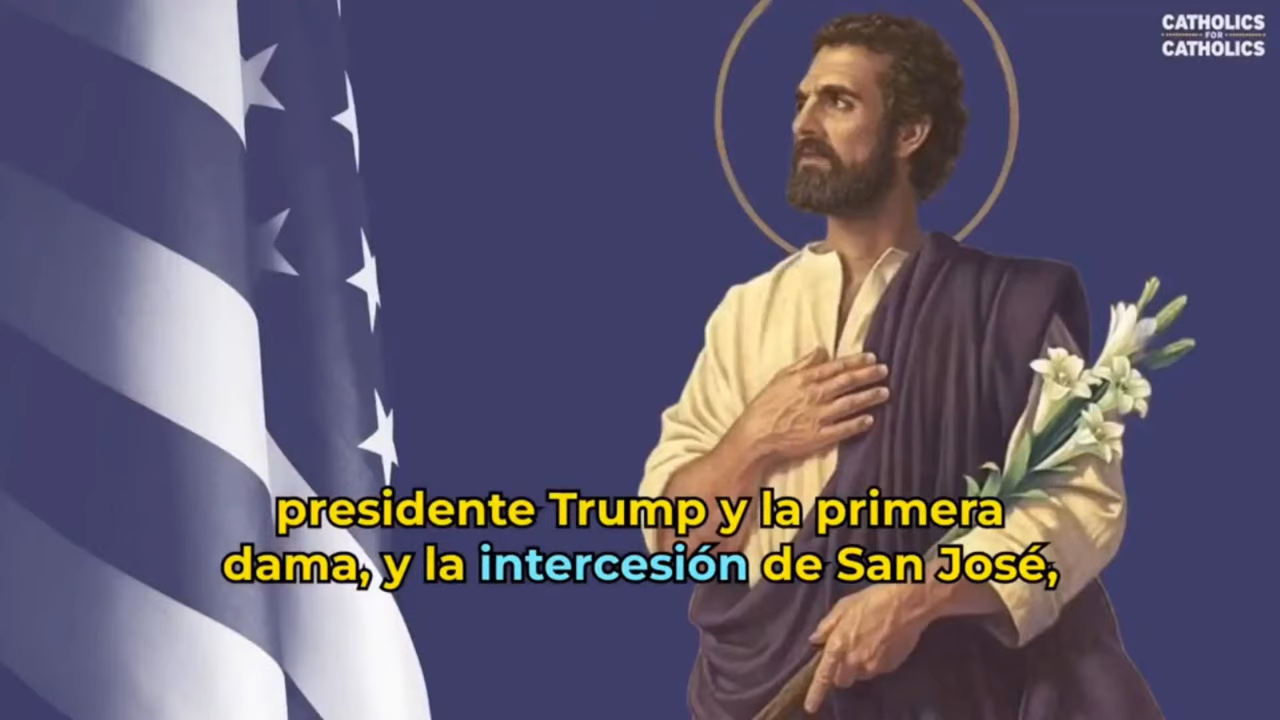 CATHOLICS
FOR
CATHOLICS
presidente Trump y la primera
dama, y la intercesión de San José,